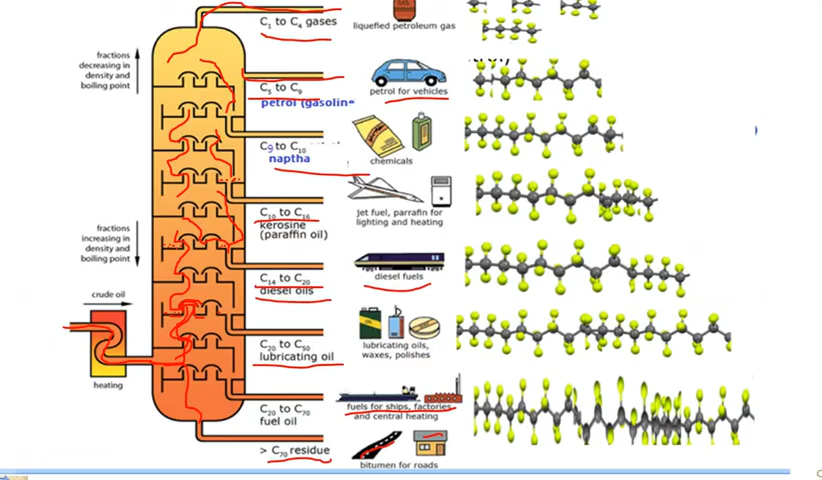 C₁ to C₄ gases
liquefied petroleum gas
fractions
decreasing in
density and
boiling point
C₅ to C₉
petrol (gasoline
petrol for vehicles
C9 to C₁₀
naptha
chemicals
C₁₀ to C₁₆
kerosine
(paraffin oil)
jet fuel, parrafin for
lighting and heating
fractions
increasing in
density and
boiling point
C₁₄ to C₂₀
diesel oils
diesel fuels
crude oil
heating
C₂₀ to C₅₀
lubricating oil
lubricating oils,
waxes, polishes
C₂₀ to C₇₀
fuel oil
fuels for ships, factories
and central heating
> C₇₀ residue
bitumen for roads